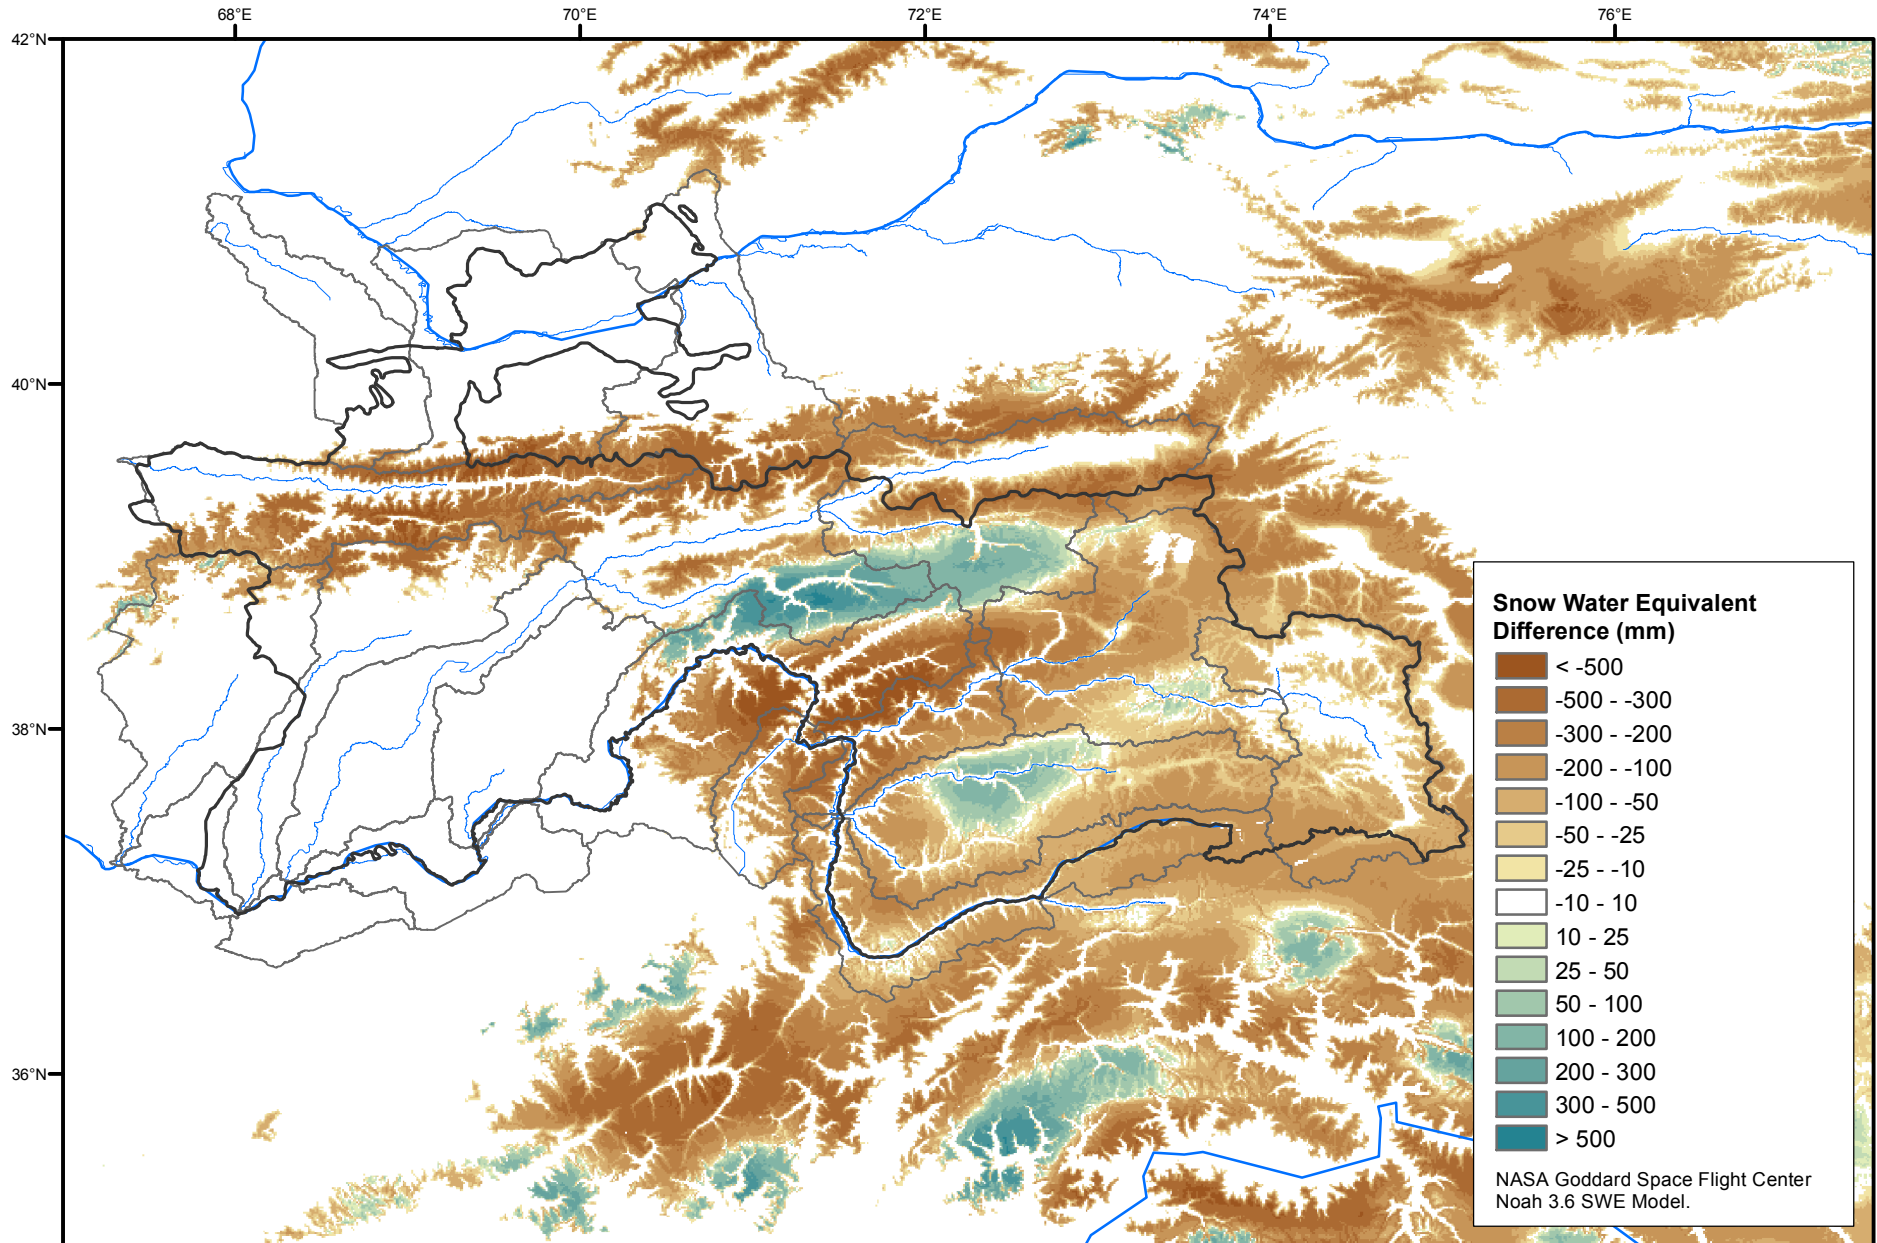 68°E
70°E
72°E
74°E
76°E
42°N
40°N
38°N
36°N
Snow Water Equivalent
Difference (mm)
< -500
-500 - -300
-300 - -200
-200 - -100
-100 - -50
-50 - -25
-25 - -10
-10 - 10
10 - 25
25 - 50
50 - 100
100 - 200
200 - 300
300 - 500
> 500
NASA Goddard Space Flight Center
Noah 3.6 SWE Model.